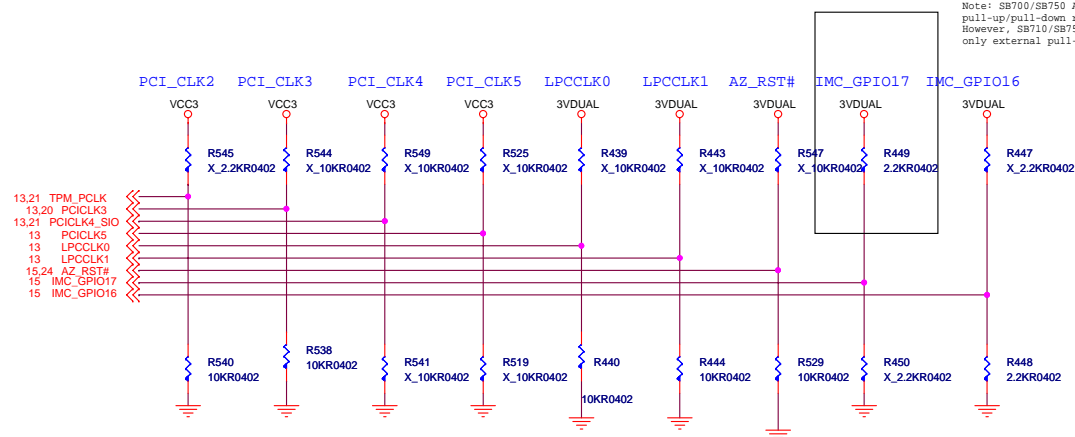 Note: SB700/SB750 A
pull-up/pull-down r
However, SB710/SB75
only external pull-
PCI_CLK2 PCI_CLK3 PCI_CLK4 PCI_CLK5 LPCCLK0 LPCCLK1 AZ_RST# IMC_GPIO17 IMC_GPIO16
VCC3 VCC3 VCC3 VCC3 3VDUAL 3VDUAL 3VDUAL 3VDUAL 3VDUAL
R545 R544 R549 R525 R439 R443 R547 R449 R447
X_2.2KR0402 X_10KR0402 X_10KR0402 X_10KR0402 X_10KR0402 X_10KR0402 X_10KR0402 2.2KR0402 X_2.2KR0402
13,21 TPM_PCLK
13,20 PCICLK3
13,21 PCICLK4_SIO
13 PCICLK5
13 LPCCLK0
13 LPCCLK1
15,24 AZ_RST#
15 IMC_GPIO17
15 IMC_GPIO16
R540 R538 R541 R519 R440 R444 R529 R450 R448
10KR0402 10KR0402 X_10KR0402 X_10KR0402 10KR0402 10KR0402 10KR0402 X_2.2KR0402 2.2KR0402